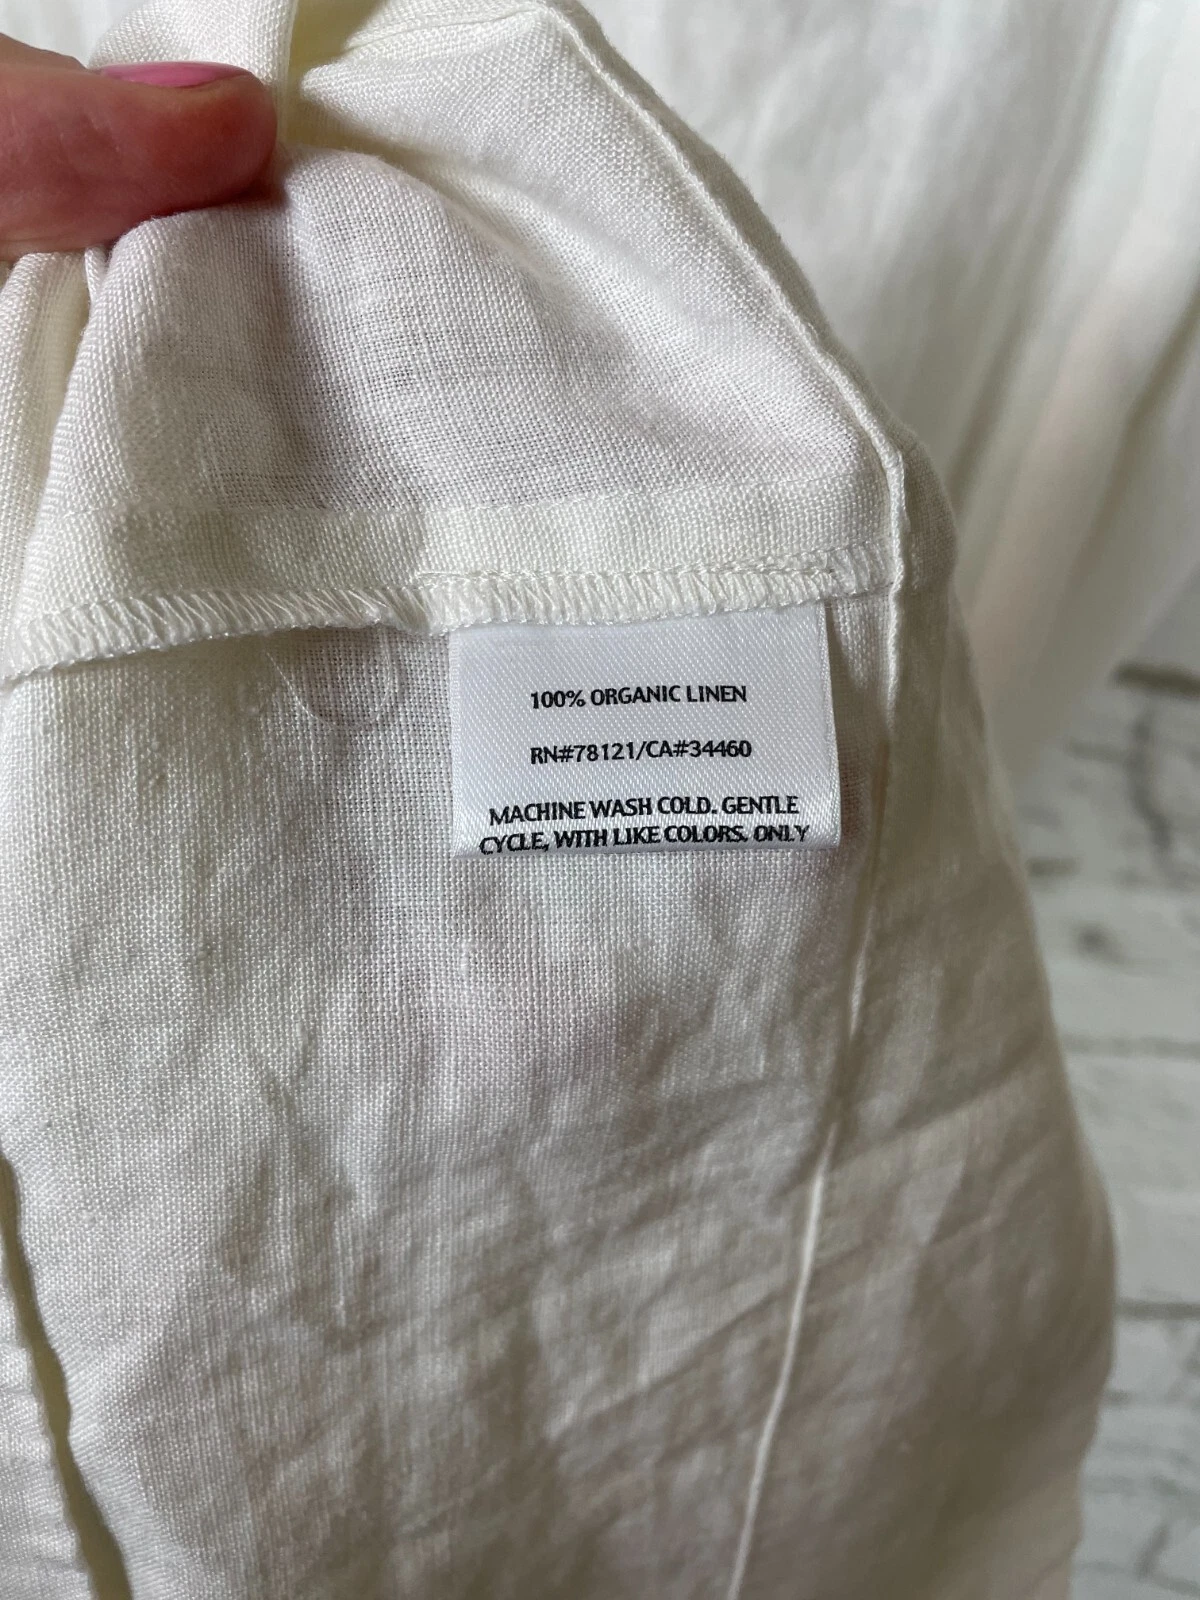 100% ORGANIC LINEN
RN#78121/CA#34460
MACHINE WASH COLD. GENTLE
CYCLE, WITH LIKE COLORS. ONLY